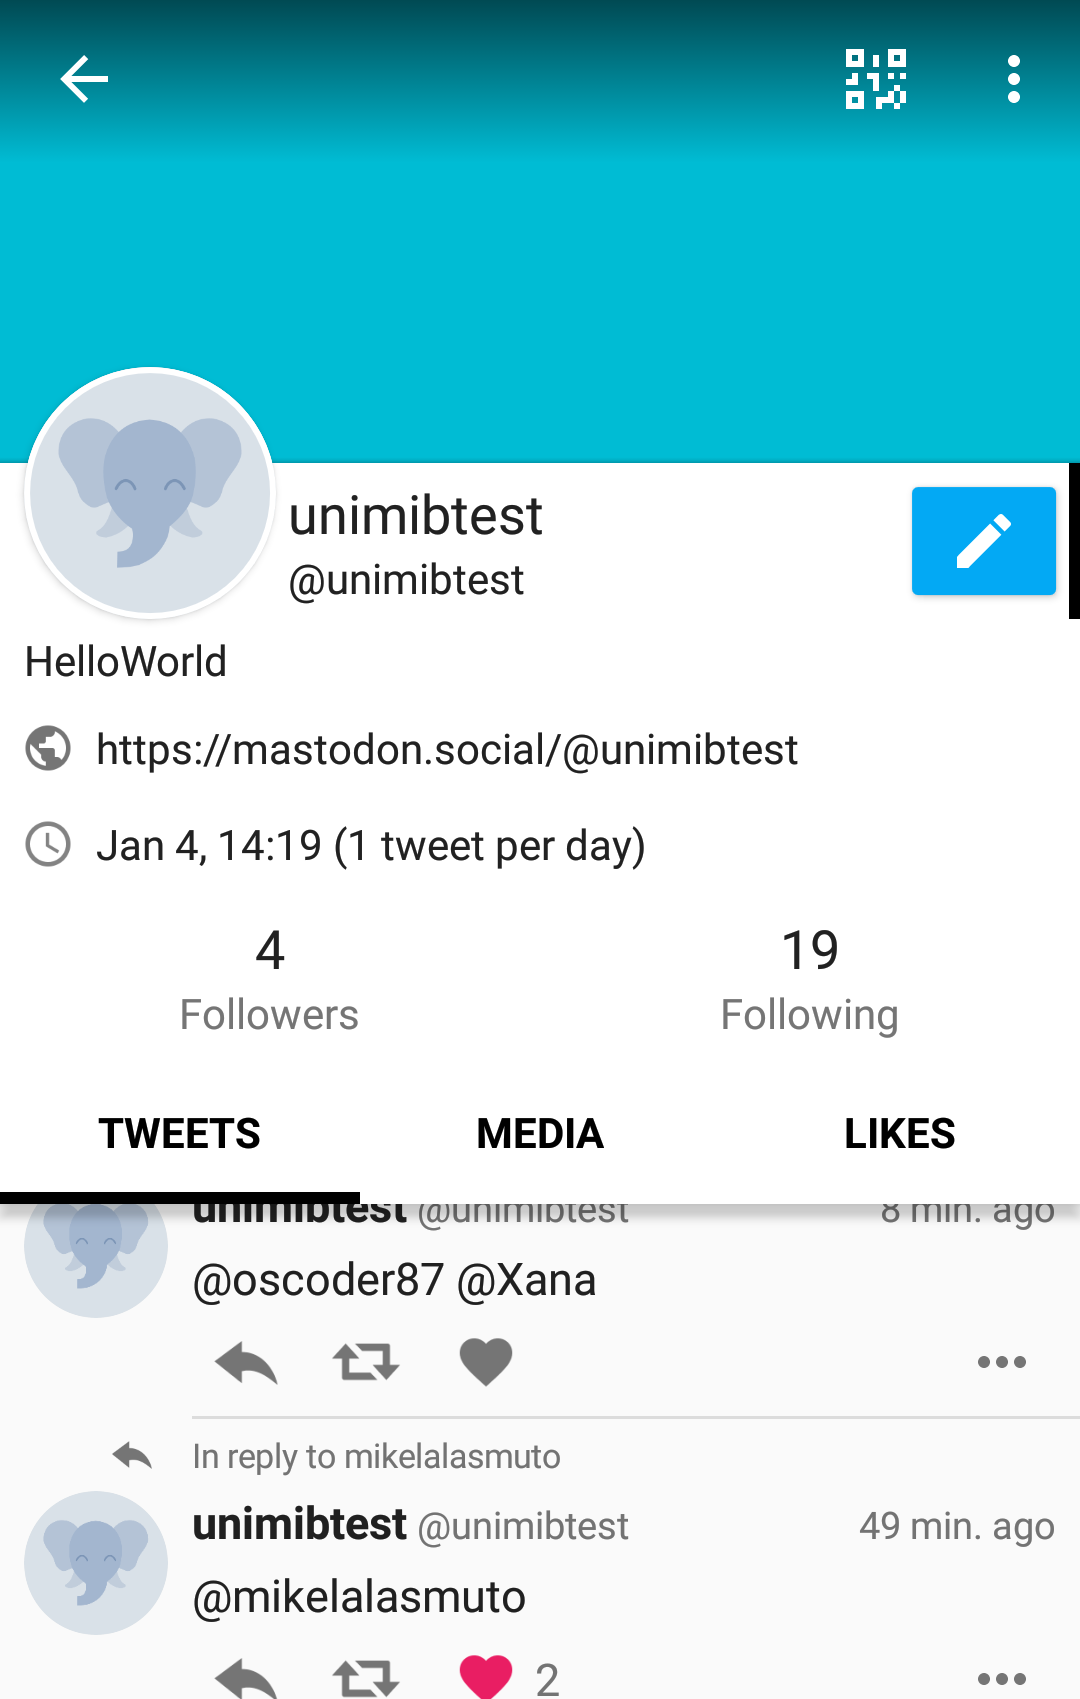 unimibtest
@unimibtest
HelloWorld
https://mastodon.social/@unimibtest
Jan 4, 14:19 (1 tweet per day)
4 19
Followers Following
TWEETS MEDIA LIKES
unimibtest @unimibtest 8 min. ago
@oscoder87 @Xana
In reply to mikelalasmuto
unimibtest @unimibtest 49 min. ago
@mikelalasmuto
2